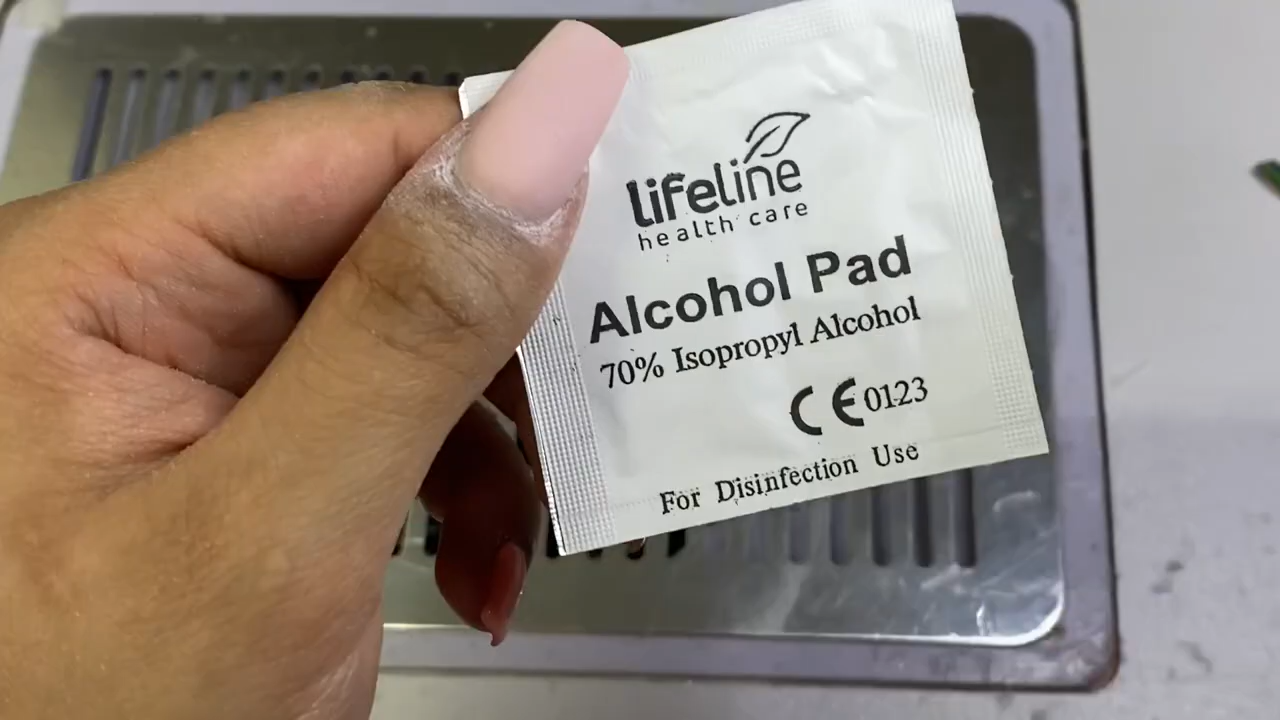 lifeline
health care
Alcohol Pad
70% Isopropyl Alcohol
CE 0123
For Disinfection Use